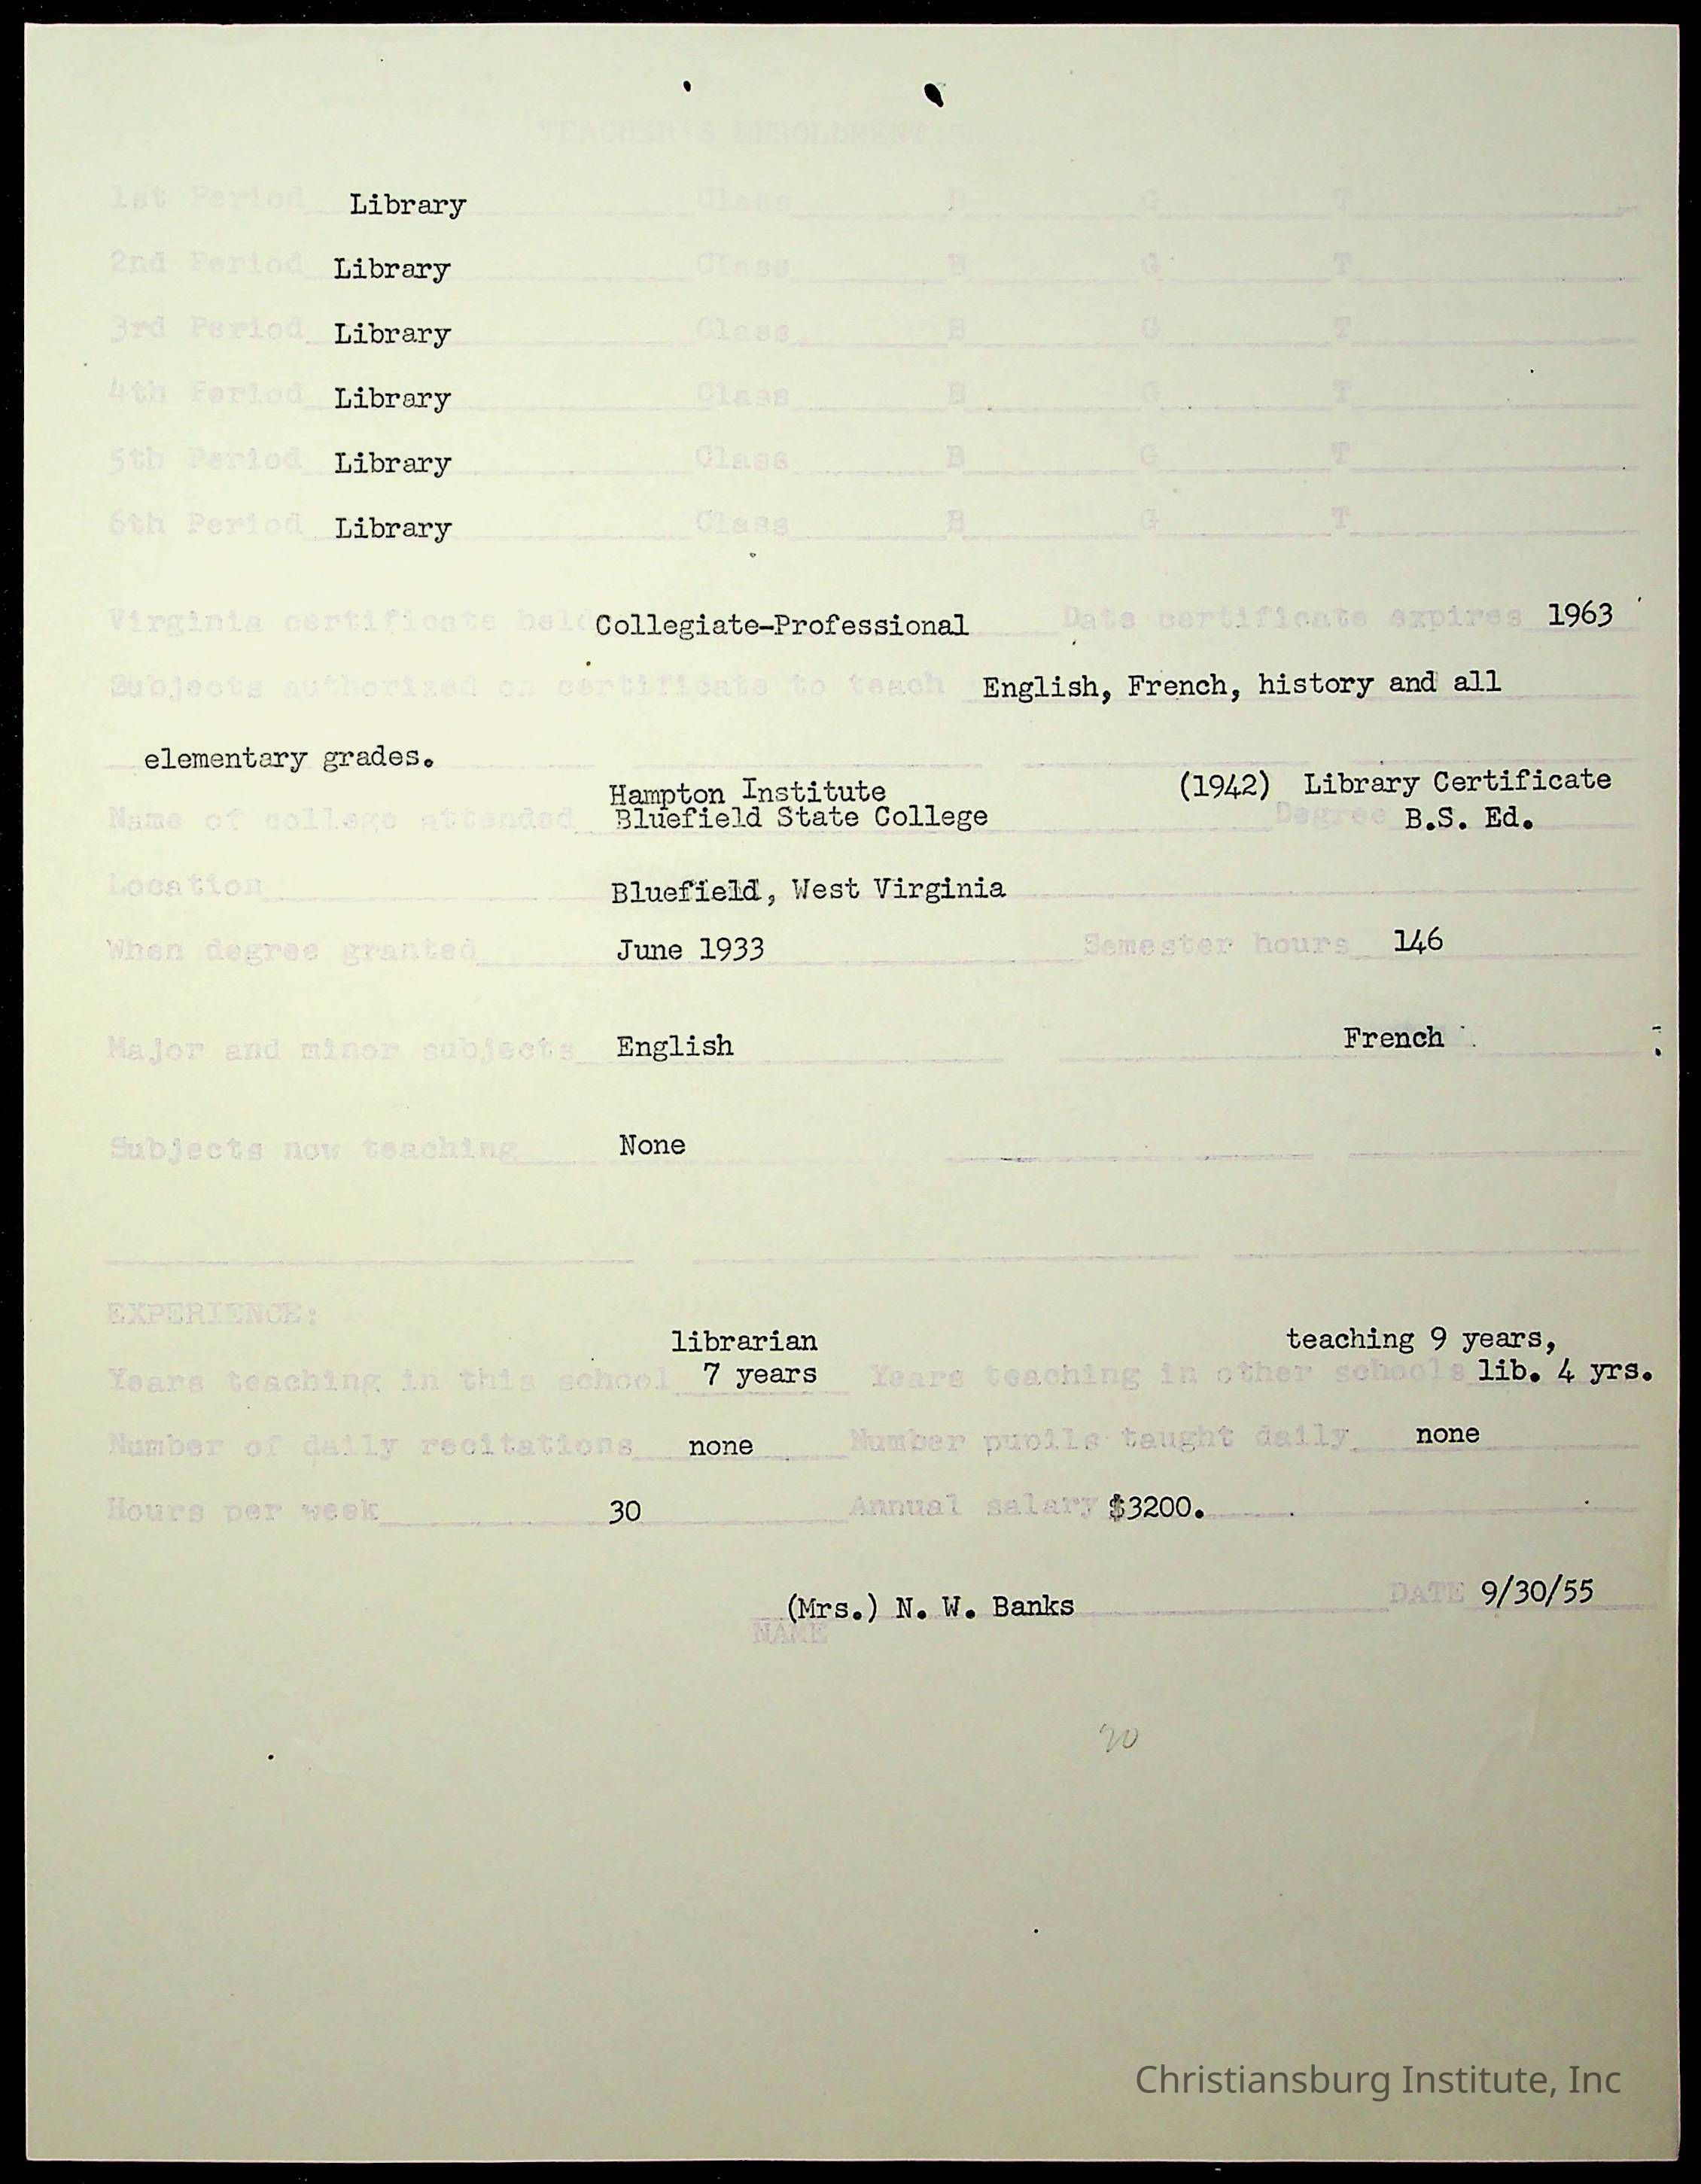 TEACHER'S ENROLLMENT
1st Period Library Class B G T
2nd Period Library Class B G T
3rd Period Library Class B G T
4th Period Library Class B G T
5th Period Library Class B G T
6th Period Library Class B G T
Virginia certificate held Collegiate-Professional Date certificate expires 1963
Subjects authorized on certificate to teach English, French, history and all
elementary grades.
Hampton Institute (1942) Library Certificate
Name of college attended Bluefield State College Degree B.S. Ed.
Location Bluefield, West Virginia
When degree granted June 1933 Semester hours 146
Major and minor subjects English French
Subjects now teaching None
EXPERIENCE:
librarian teaching 9 years,
Years teaching in this school 7 years Years teaching in other schools lib. 4 yrs.
Number of daily recitations none Number pupils taught daily none
Hours per week 30 Annual salary $3200.
(Mrs.) N. W. Banks DATE 9/30/55
NAME
Christiansburg Institute, Inc